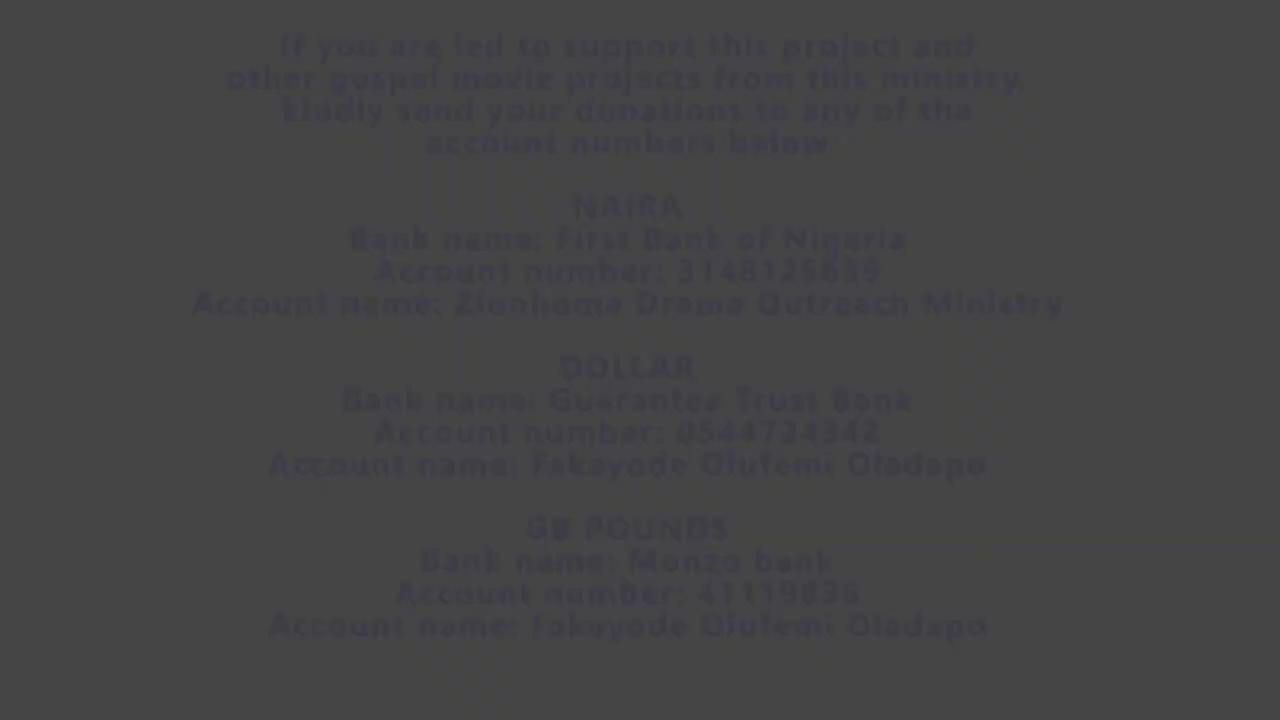 If you are led to support this project and
other gospel movie projects from this ministry,
kindly send your donations to any of the
account numbers below
NAIRA
Bank name: First Bank of Nigeria
Account number:
Account name: Zionhome Drama Outreach Ministry
DOLLAR
Bank name: Guarantee Trust Bank
Account number: 0544724342
Account name: Fakayode Olufemi Oladapo
GB POUNDS
Bank name: Monzo bank
Account number:
Account name: Fakayode Olufemi Oladapo